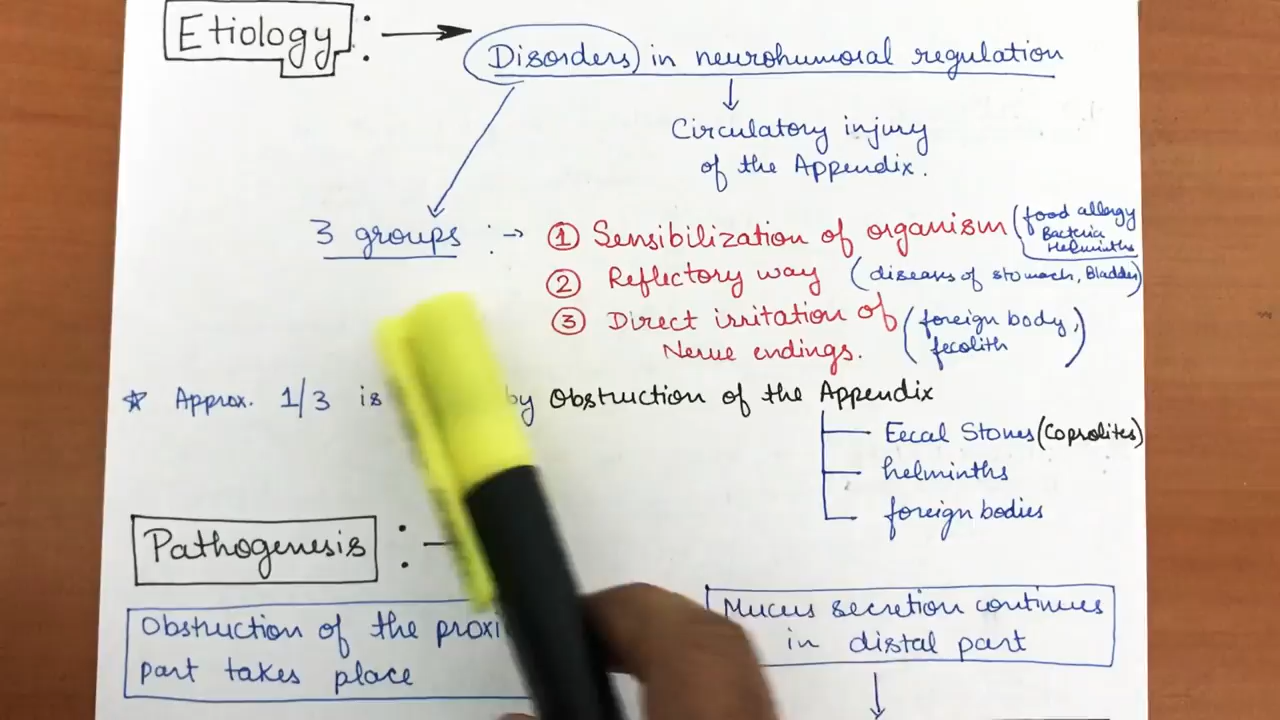 Etiology : →
Disorders in neurohumoral regulation
Circulatory injury
of the Appendix.
3 groups :→ ① Sensibilization of organism (food allergy
Bacteria
Helminths
② Reflectory way (diseases of stomach, Bladder)
③ Direct irritation of
Nerve endings. (foreign body,
fecolith)
☆ Approx. 1/3 is by Obstruction of the Appendix
Fecal Stones (Coprolites)
helminths
foreign bodies
Pathogenesis :
Obstruction of the
part takes place
Mucus secretion continues
in distal part